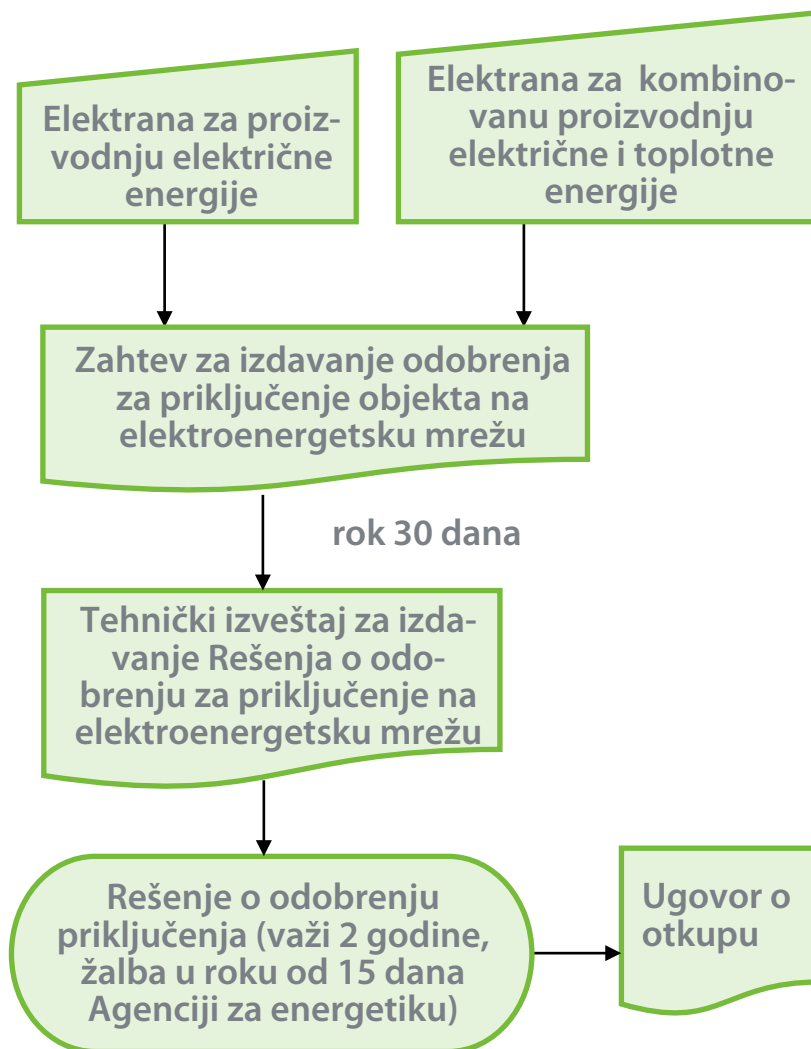 Elektrana za proiz-
vodnju električne
energije
Elektrana za kombino-
vanu proizvodnju
električne i toplotne
energije
Zahtev za izdavanje odobrenja
za priključenje objekta na
elektroenergetsku mrežu
rok 30 dana
Tehnički izveštaj za izda-
vanje Rešenja o odo-
brenju za priključenje na
elektroenergetsku mrežu
Rešenje o odobrenju
priključenja (važi 2 godine,
žalba u roku od 15 dana
Agenciji za energetiku)
Ugovor o
otkupu